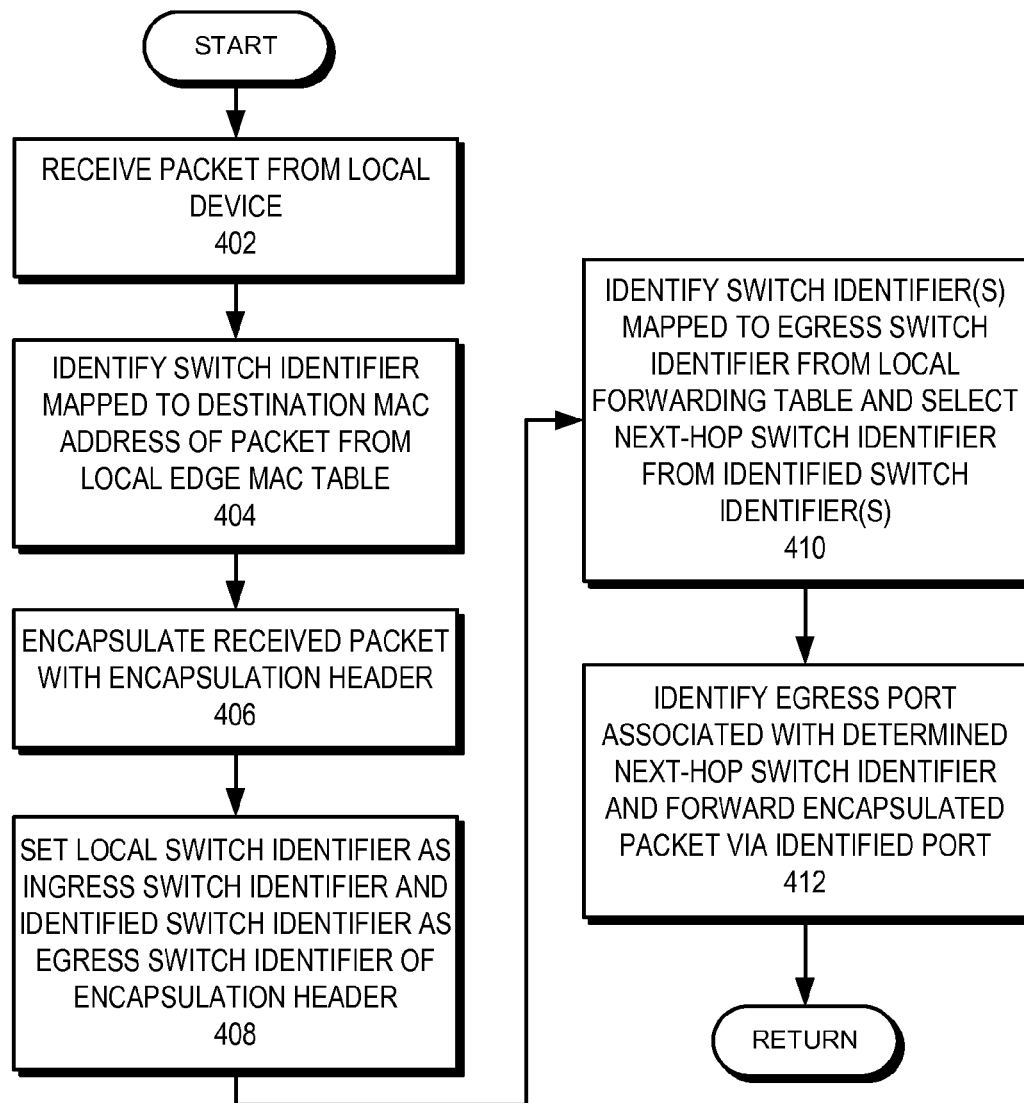 START
RECEIVE PACKET FROM LOCAL
DEVICE
402
IDENTIFY SWITCH IDENTIFIER
MAPPED TO DESTINATION MAC
ADDRESS OF PACKET FROM
LOCAL EDGE MAC TABLE
404
ENCAPSULATE RECEIVED PACKET
WITH ENCAPSULATION HEADER
406
SET LOCAL SWITCH IDENTIFIER AS
INGRESS SWITCH IDENTIFIER AND
IDENTIFIED SWITCH IDENTIFIER AS
EGRESS SWITCH IDENTIFIER OF
ENCAPSULATION HEADER
408
IDENTIFY SWITCH IDENTIFIER(S)
MAPPED TO EGRESS SWITCH
IDENTIFIER FROM LOCAL
FORWARDING TABLE AND SELECT
NEXT-HOP SWITCH IDENTIFIER
FROM IDENTIFIED SWITCH
IDENTIFIER(S)
410
IDENTIFY EGRESS PORT
ASSOCIATED WITH DETERMINED
NEXT-HOP SWITCH IDENTIFIER
AND FORWARD ENCAPSULATED
PACKET VIA IDENTIFIED PORT
412
RETURN